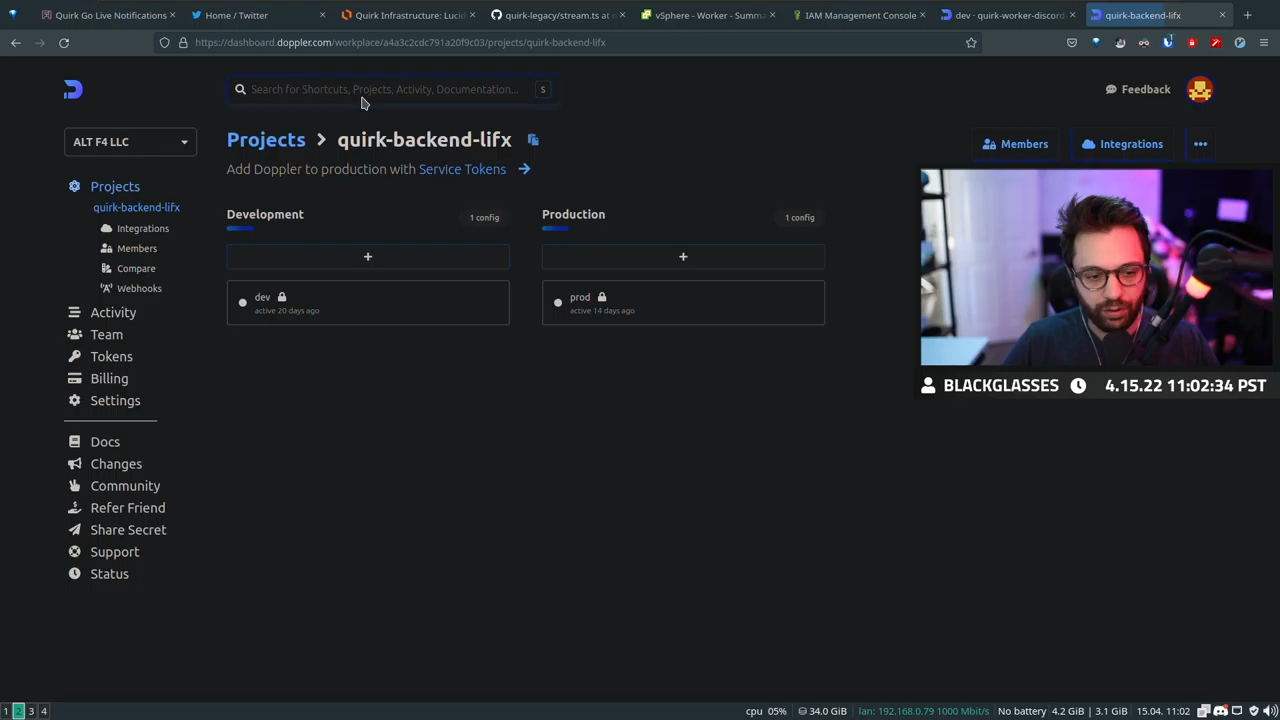 Quirk Go Live Notifications
Home / Twitter
Quirk Infrastructure: Lucid
quirk-legacy/stream.ts at
vSphere - Worker - Summa
IAM Management Console
dev · quirk-worker-discord
quirk-backend-lifx
https://dashboard.doppler.com/workplace/a4a3c2cdc791a20f9c03/projects/quirk-backend-lifx
Search for Shortcuts, Projects, Activity, Documentation...
S
Feedback
ALT F4 LLC
Projects
quirk-backend-lifx
Members
Integrations
Add Doppler to production with Service Tokens
Projects
quirk-backend-lifx
Integrations
Members
Compare
Webhooks
Activity
Team
Tokens
Billing
Settings
Docs
Changes
Community
Refer Friend
Share Secret
Support
Status
Development
1 config
+
dev
active 20 days ago
Production
1 config
+
prod
active 14 days ago
BLACKGLASSES
4.15.22 11:02:34 PST
1 2 3 4
cpu 05%
34.0 GiB
lan: 192.168.0.79 1000 Mbit/s
No battery
4.2 GiB | 3.1 GiB
15.04. 11:02